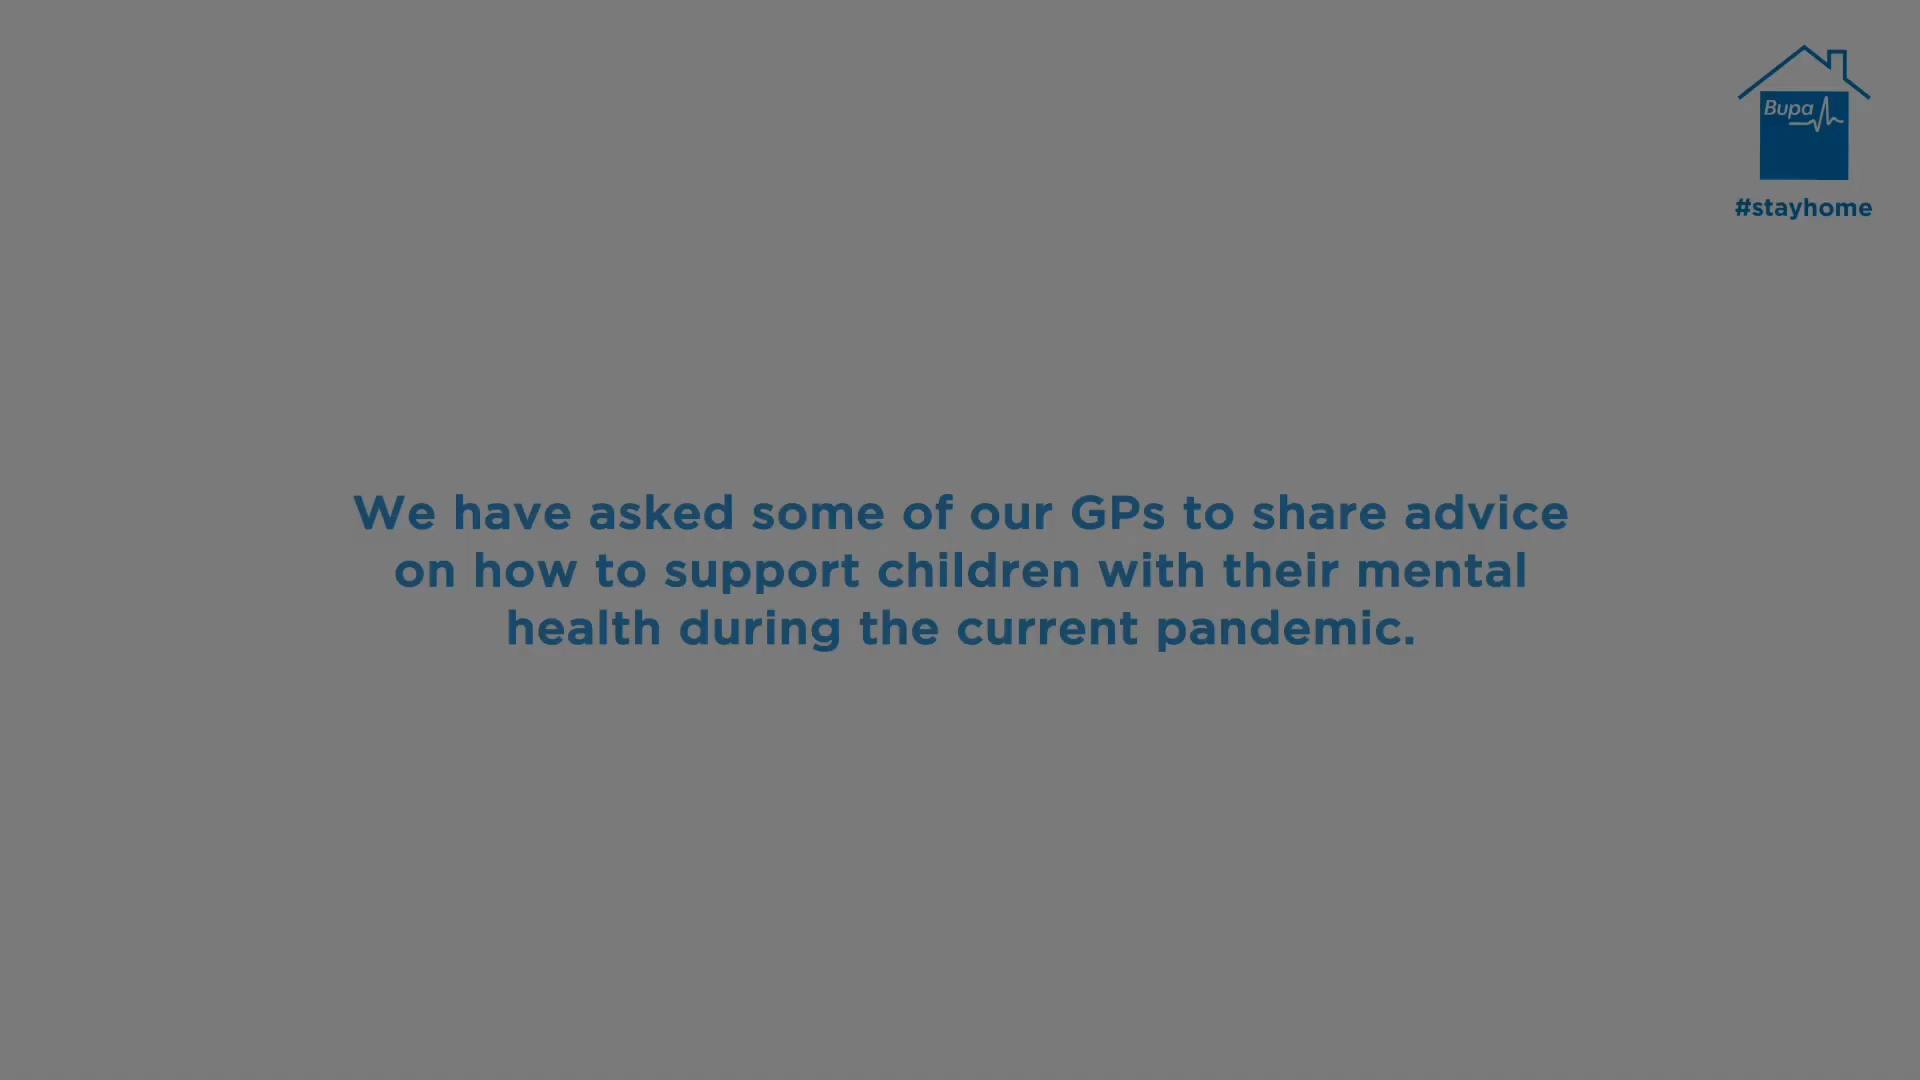 Bupa
#stayhome
We have asked some of our GPs to share advice
on how to support children with their mental
health during the current pandemic.